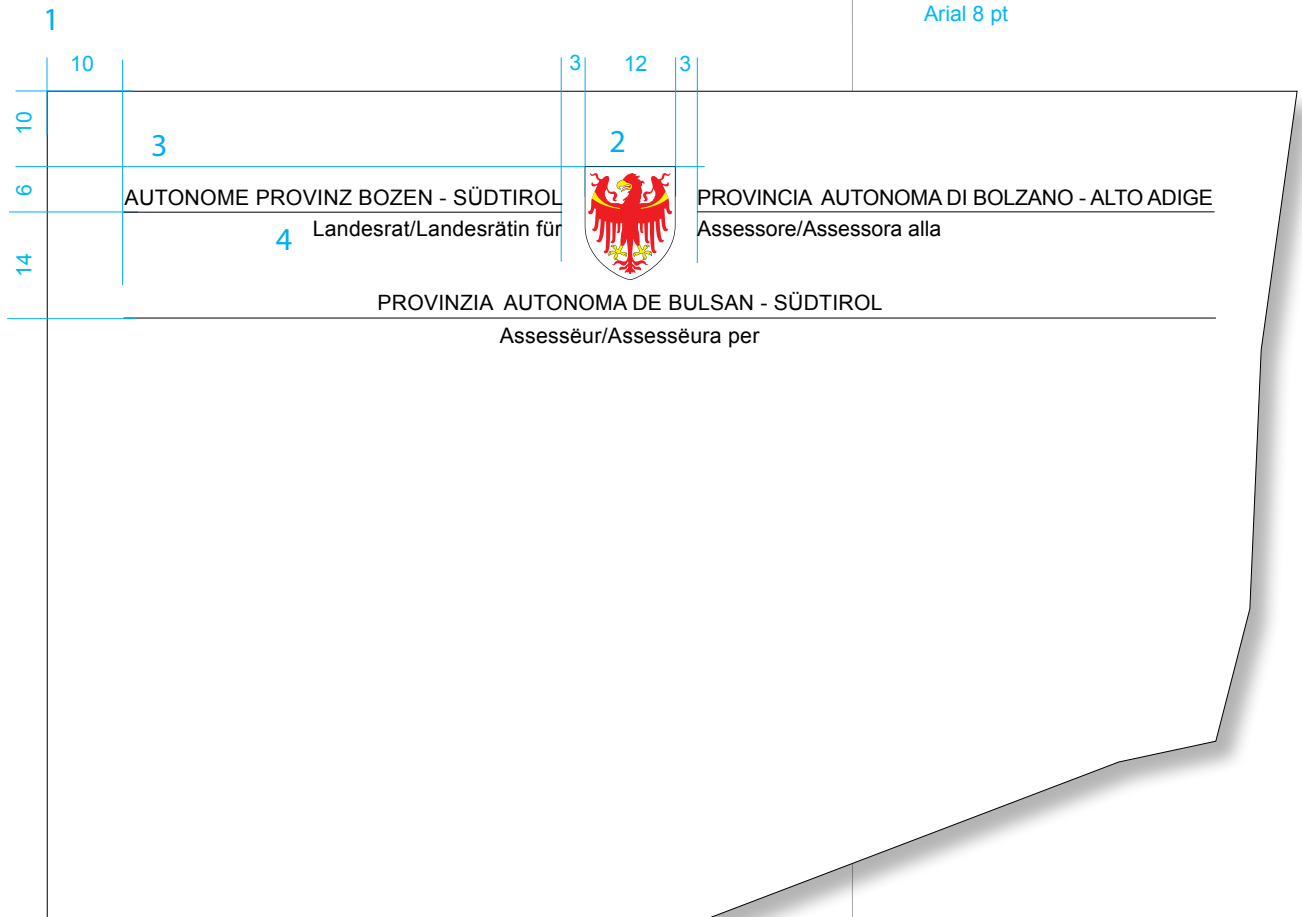 1
Arial 8 pt
10
3
12
3
10
3
2
6
AUTONOME PROVINZ BOZEN - SÜDTIROL
PROVINCIA AUTONOMA DI BOLZANO - ALTO ADIGE
4
Landesrat/Landesrätin für
Assessore/Assessora alla
14
PROVINZIA AUTONOMA DE BULSAN - SÜDTIROL
Assessëur/Assessëura per